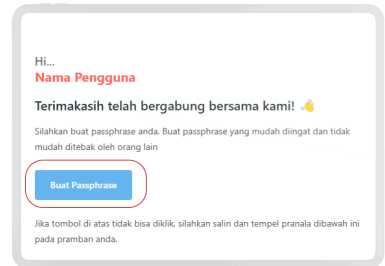 Hi...
Nama Pengguna
Terimakasih telah bergabung bersama kami! 👋
Silahkan buat passphrase anda. Buat passphrase yang mudah diingat dan tidak
mudah ditebak oleh orang lain
Buat Passphrase
Jika tombol di atas tidak bisa diklik, silahkan salin dan tempel pranala dibawah ini
pada pramban anda.